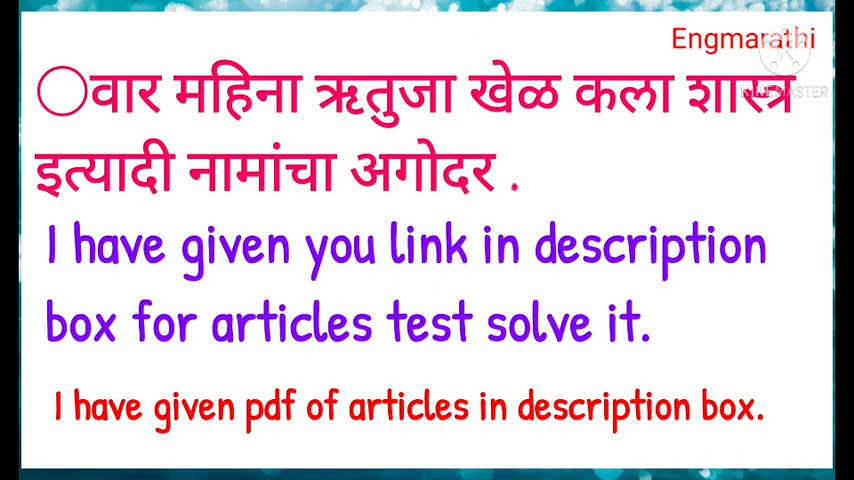 Engmarathi
KINEMASTER
○वार महिना ऋतुजा खेळ कला शास्त्र
इत्यादी नामांचा अगोदर .
I have given you link in description
box for articles test solve it.
I have given pdf of articles in description box.